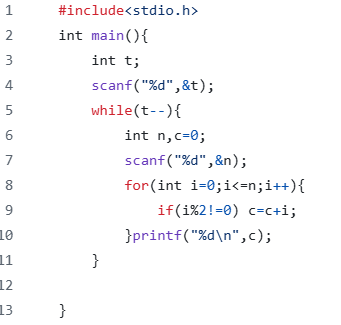 1 #include<stdio.h>
2 int main(){
3 int t;
4 scanf("%d",&t);
5 while(t--){
6 int n,c=0;
7 scanf("%d",&n);
8 for(int i=0;i<=n;i++){
9 if(i%2!=0) c=c+i;
10 }printf("%d\n",c);
11 }
12
13 }